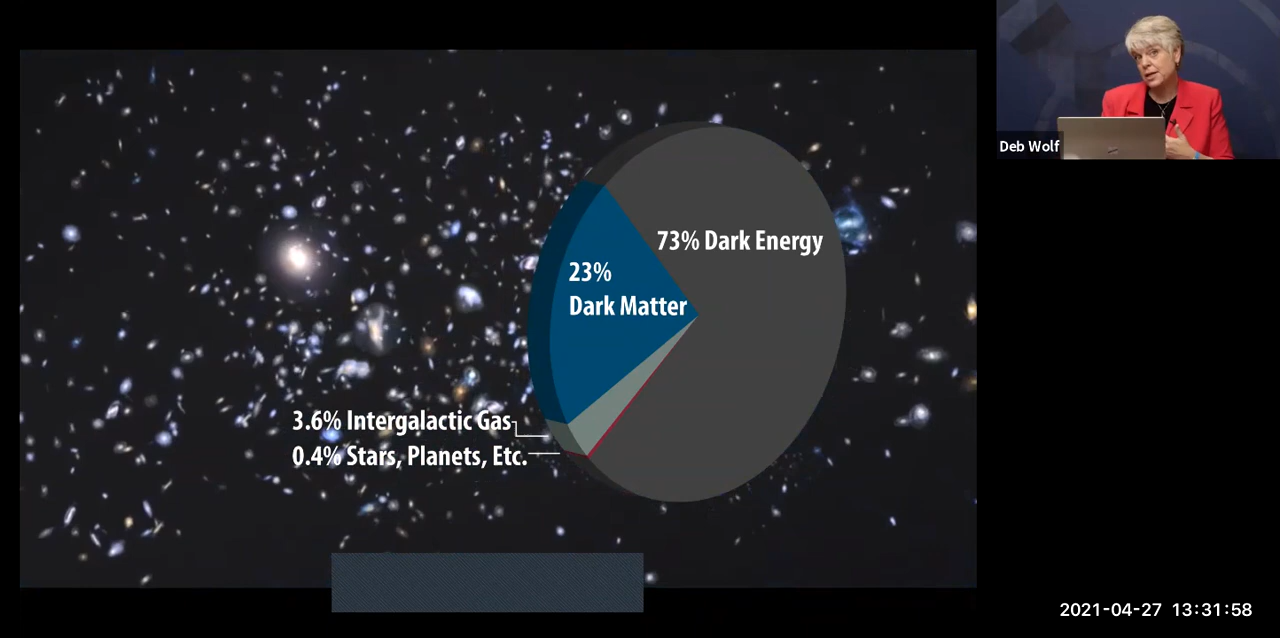 73% Dark Energy
23%
Dark Matter
3.6% Intergalactic Gas
0.4% Stars, Planets, Etc.
Deb Wolf
2021-04-27 13:31:58